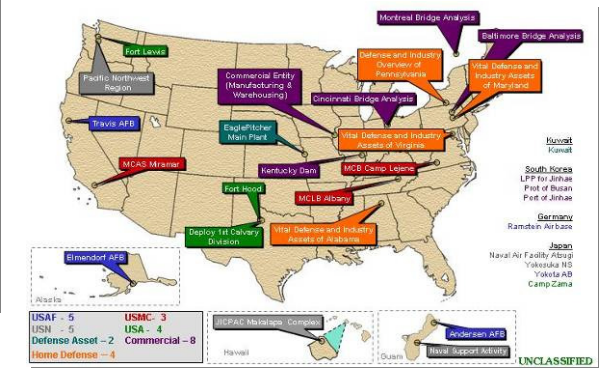 Montreal Bridge Analysis
Baltimore Bridge Analysis
Fort Lewis
Defense and Industry
Overview of
Pennsylvania
Vital Defense and
Industry Assets
of Maryland
Pacific Northwest
Region
Commercial Entity
(Manufacturing &
Warehousing)
Cincinnati Bridge Analysis
Travis AFB
EaglePitcher
Main Plant
Vital Defense and Industry
Assets of Virginia
Kuwait
Kuwait
MCAS Miramar
Kentucky Dam
MCB Camp Lejene
South Korea
LPP for Jinhae
Prot of Busan
Port of Jinhae
Fort Hood
MCLB Albany
Deploy 1st Calvary
Division
Vital Defense and Industry
Assets of Alabama
Germany
Ramstein Airbase
Elmendorf AFB
Japan
Naval Air Facility Atsugi
Yokosuka NS
Yokota AB
Camp Zama
Alaska
USAF - 5
USMC- 3
USN - 5
USA - 4
Defense Asset – 2
Commercial – 8
Home Defense – 4
JICPAC Makalapa Complex
Hawaii
Andersen AFB
Naval Support Activity
Guam
UNCLASSIFIED